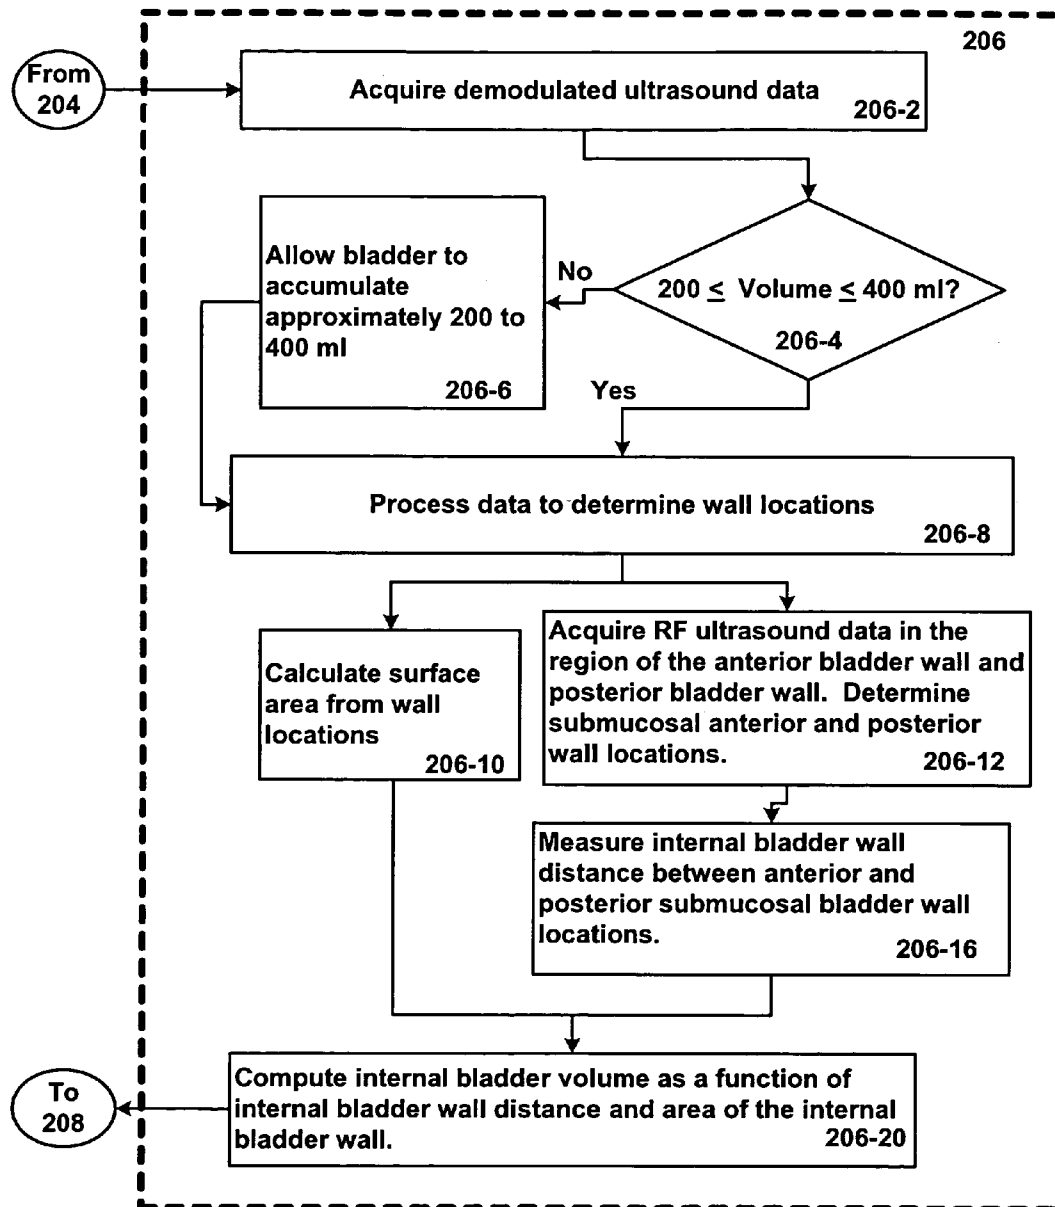 206
From
204
Acquire demodulated ultrasound data
206-2
200 ≤ Volume ≤ 400 ml?
206-4
No
Allow bladder to
accumulate
approximately 200 to
400 ml
206-6
Yes
Process data to determine wall locations
206-8
Calculate surface
area from wall
locations
206-10
Acquire RF ultrasound data in the
region of the anterior bladder wall and
posterior bladder wall. Determine
submucosal anterior and posterior
wall locations.
206-12
Measure internal bladder wall
distance between anterior and
posterior submucosal bladder wall
locations.
206-16
Compute internal bladder volume as a function of
internal bladder wall distance and area of the internal
bladder wall.
206-20
To
208